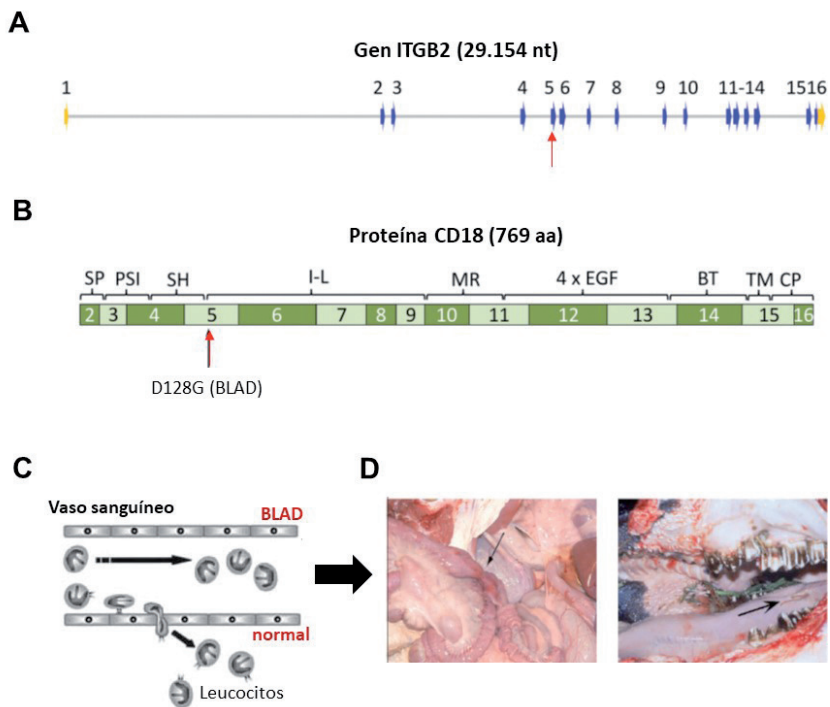 A
Gen ITGB2 (29.154 nt)
1 2 3 4 5 6 7 8 9 10 11-14 1516
B
Proteína CD18 (769 aa)
SP PSI SH I-L MR 4 x EGF BT TM CP
2 3 4 5 6 7 8 9 10 11 12 13 14 15 16
D128G (BLAD)
C
D
Vaso sanguíneo
BLAD
normal
Leucocitos